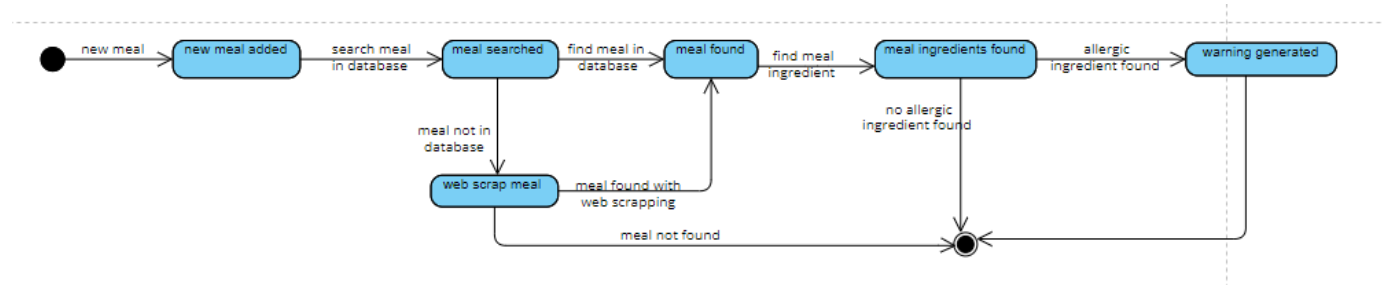 new meal
new meal added
search meal
in database
meal searched
find meal in
database
meal found
find meal
ingredient
meal ingredients found
allergic
ingredient found
warning generated
meal not in
database
no allergic
ingredient found
web scrap meal
meal found with
web scrapping
meal not found